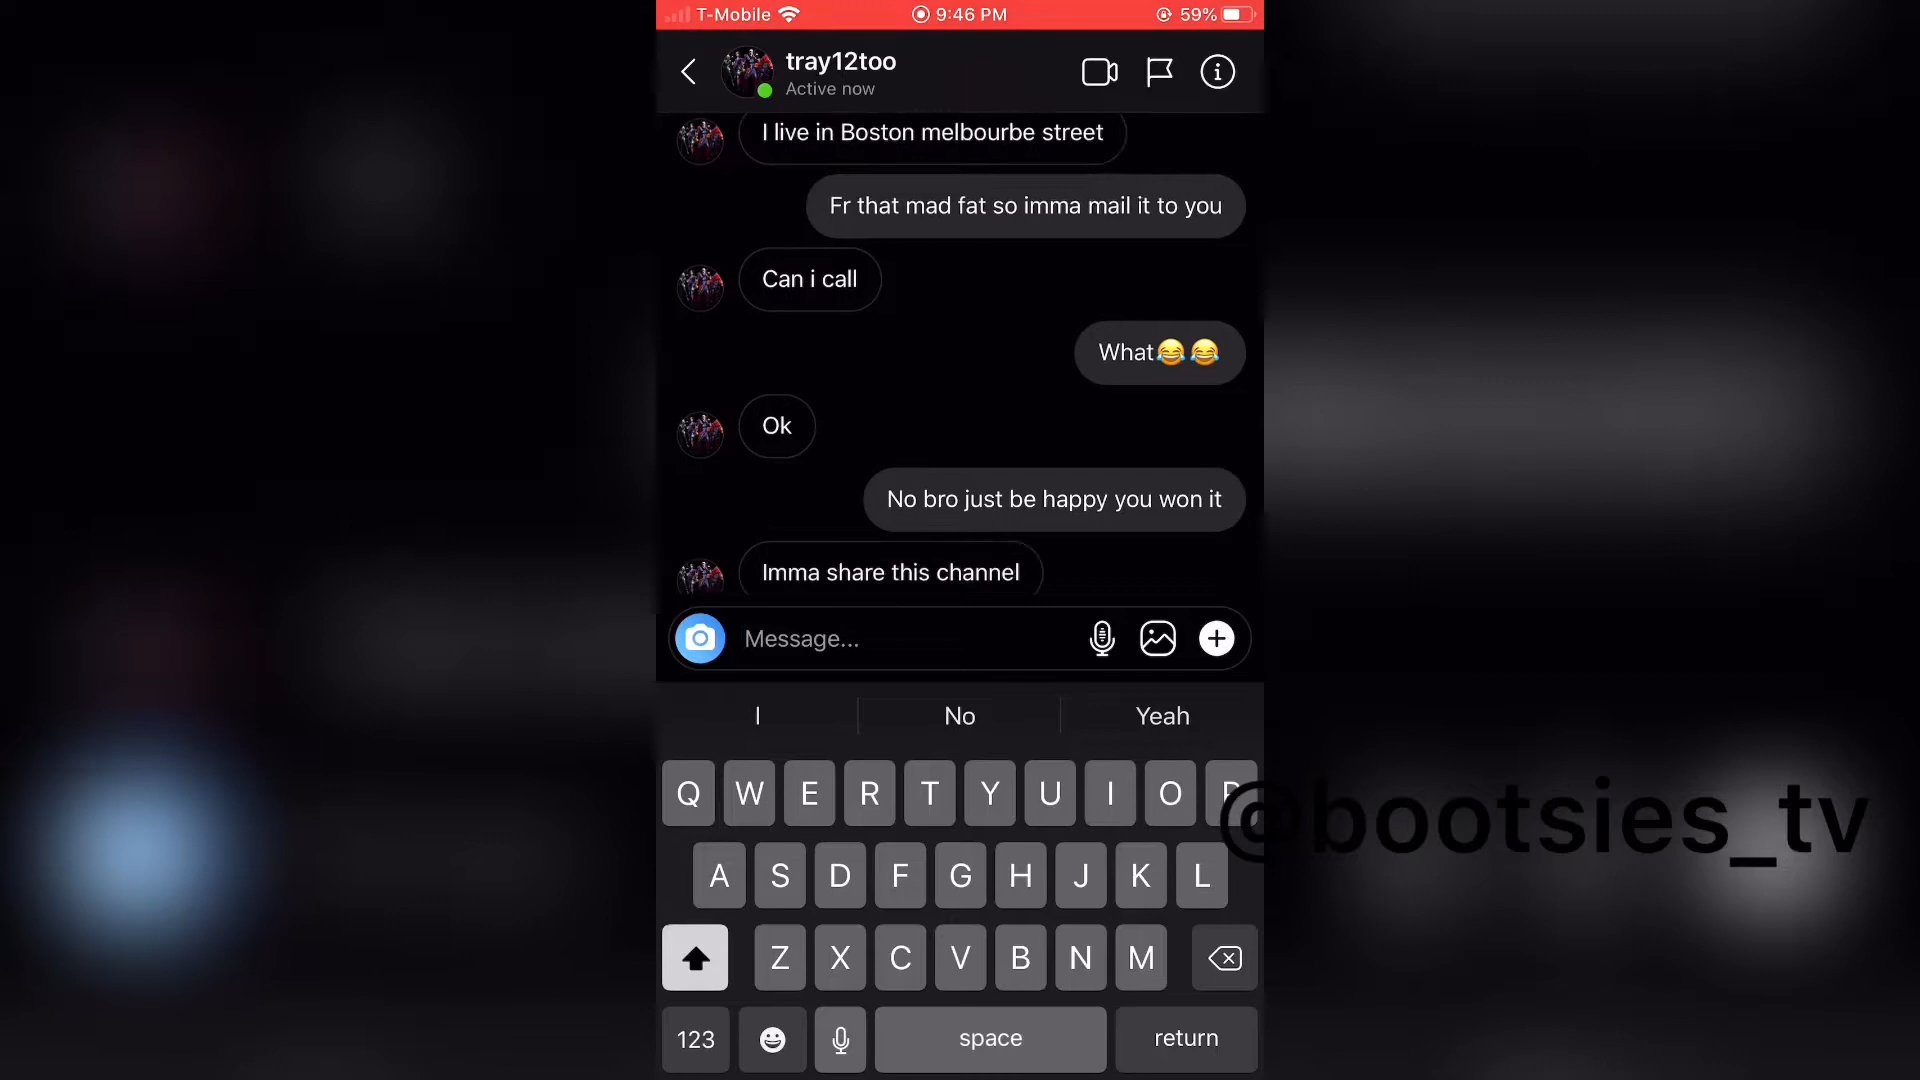 T-Mobile 9:46 PM 59%
tray12too
Active now
I live in Boston melbourbe street
Fr that mad fat so imma mail it to you
Can i call
What😂😂
Ok
No bro just be happy you won it
Imma share this channel
Message...
I No Yeah
Q W E R T Y U I O P
@bootsies_tv
A S D F G H J K L
Z X C V B N M
123 space return